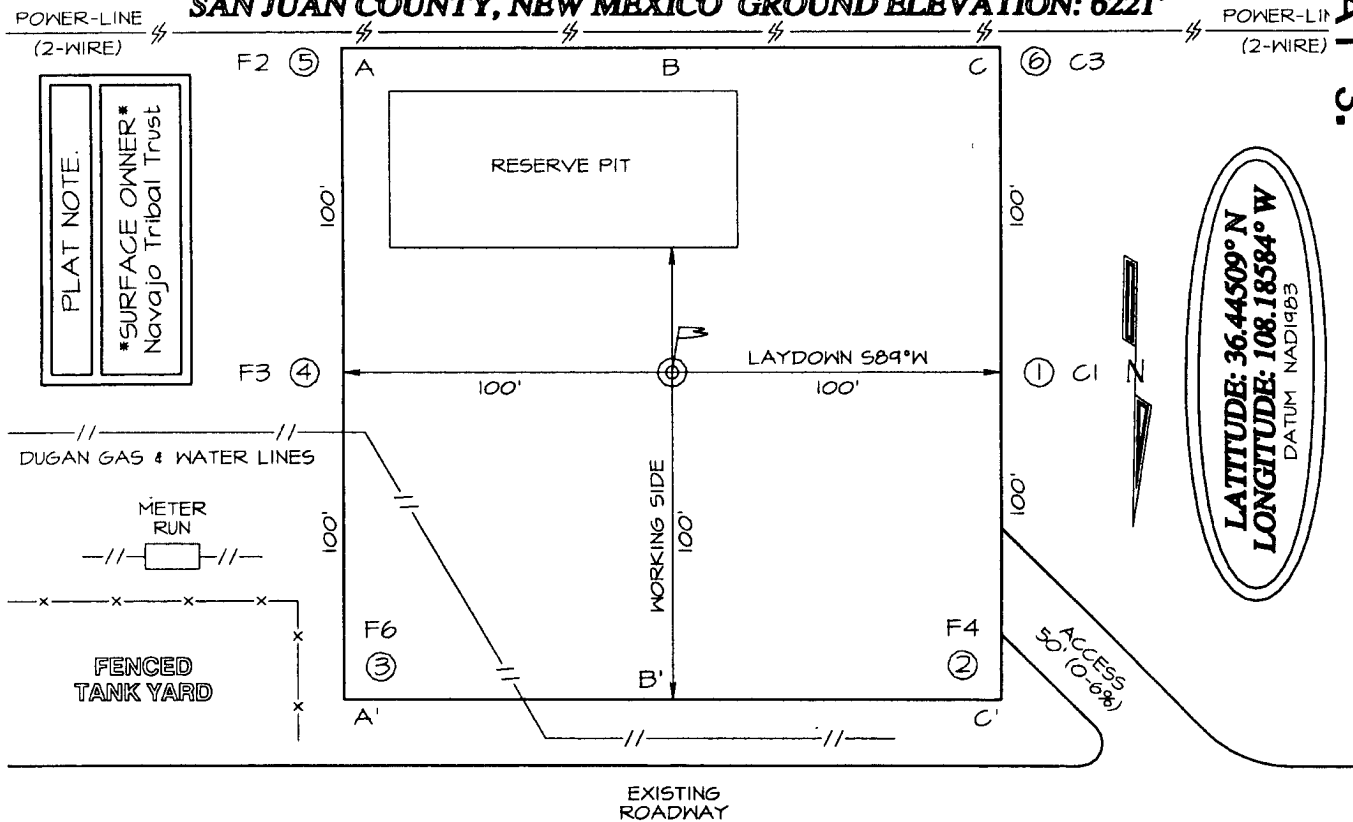 SAN JUAN COUNTY, NEW MEXICO GROUND ELEVATION: 6221'
POWER-LINE
(2-WIRE)
POWER-LIN
(2-WIRE)
F2 ⑤
A
B
C
⑥ C3
PLAT NOTE.
*SURFACE OWNER*
Navajo Tribal Trust
RESERVE PIT
100'
100'
LATITUDE: 36.44509° N
LONGITUDE: 108.18584° W
DATUM NAD1983
F3 ④
100'
LAYDOWN S89°W
100'
① C1
N
DUGAN GAS & WATER LINES
METER
RUN
100'
WORKING SIDE
100'
100'
F6
③
F4
②
FENCED
TANK YARD
ACCESS
50' (0-6%)
A'
B'
C'
EXISTING
ROADWAY